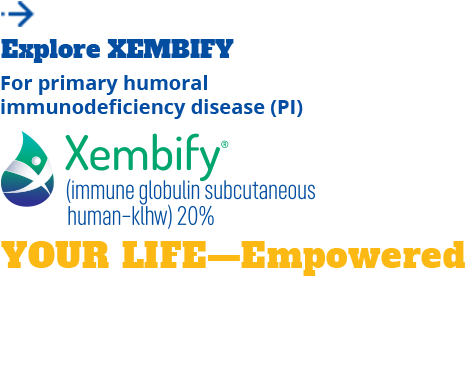 Explore XEMBIFY
For primary humoral
immunodeficiency disease (PI)
Xembify®
(immune globulin subcutaneous
human–klhw) 20%
YOUR LIFE—Empowered